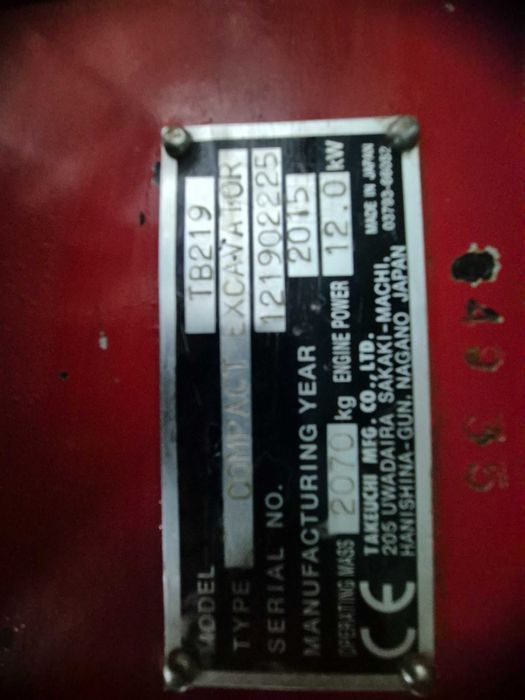 MODEL TB219
TYPE COMPACT EXCAVATOR
SERIAL NO. 121902225
MANUFACTURING YEAR 2015
OPERATING MASS 2070 kg ENGINE POWER 12.0 kW
CE TAKEUCHI MFG. CO., LTD. MADE IN JAPAN
205 UWADAIRA SAKAKI-MACHI,
HANISHINA-GUN, NAGANO JAPAN